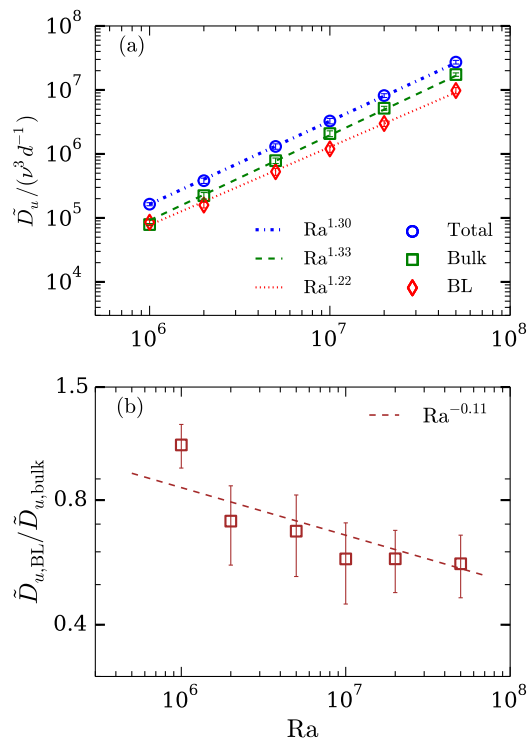 10^8
(a)
10^7
10^6
10^5
10^4
D̃_u/(ν^3 d^{-1})
Ra^{1.30} Total
Ra^{1.33} Bulk
Ra^{1.22} BL
10^6 10^7 10^8
1.5
(b)
Ra^{-0.11}
0.8
0.4
D̃_{u,BL}/D̃_{u,bulk}
10^6 10^7 10^8
Ra